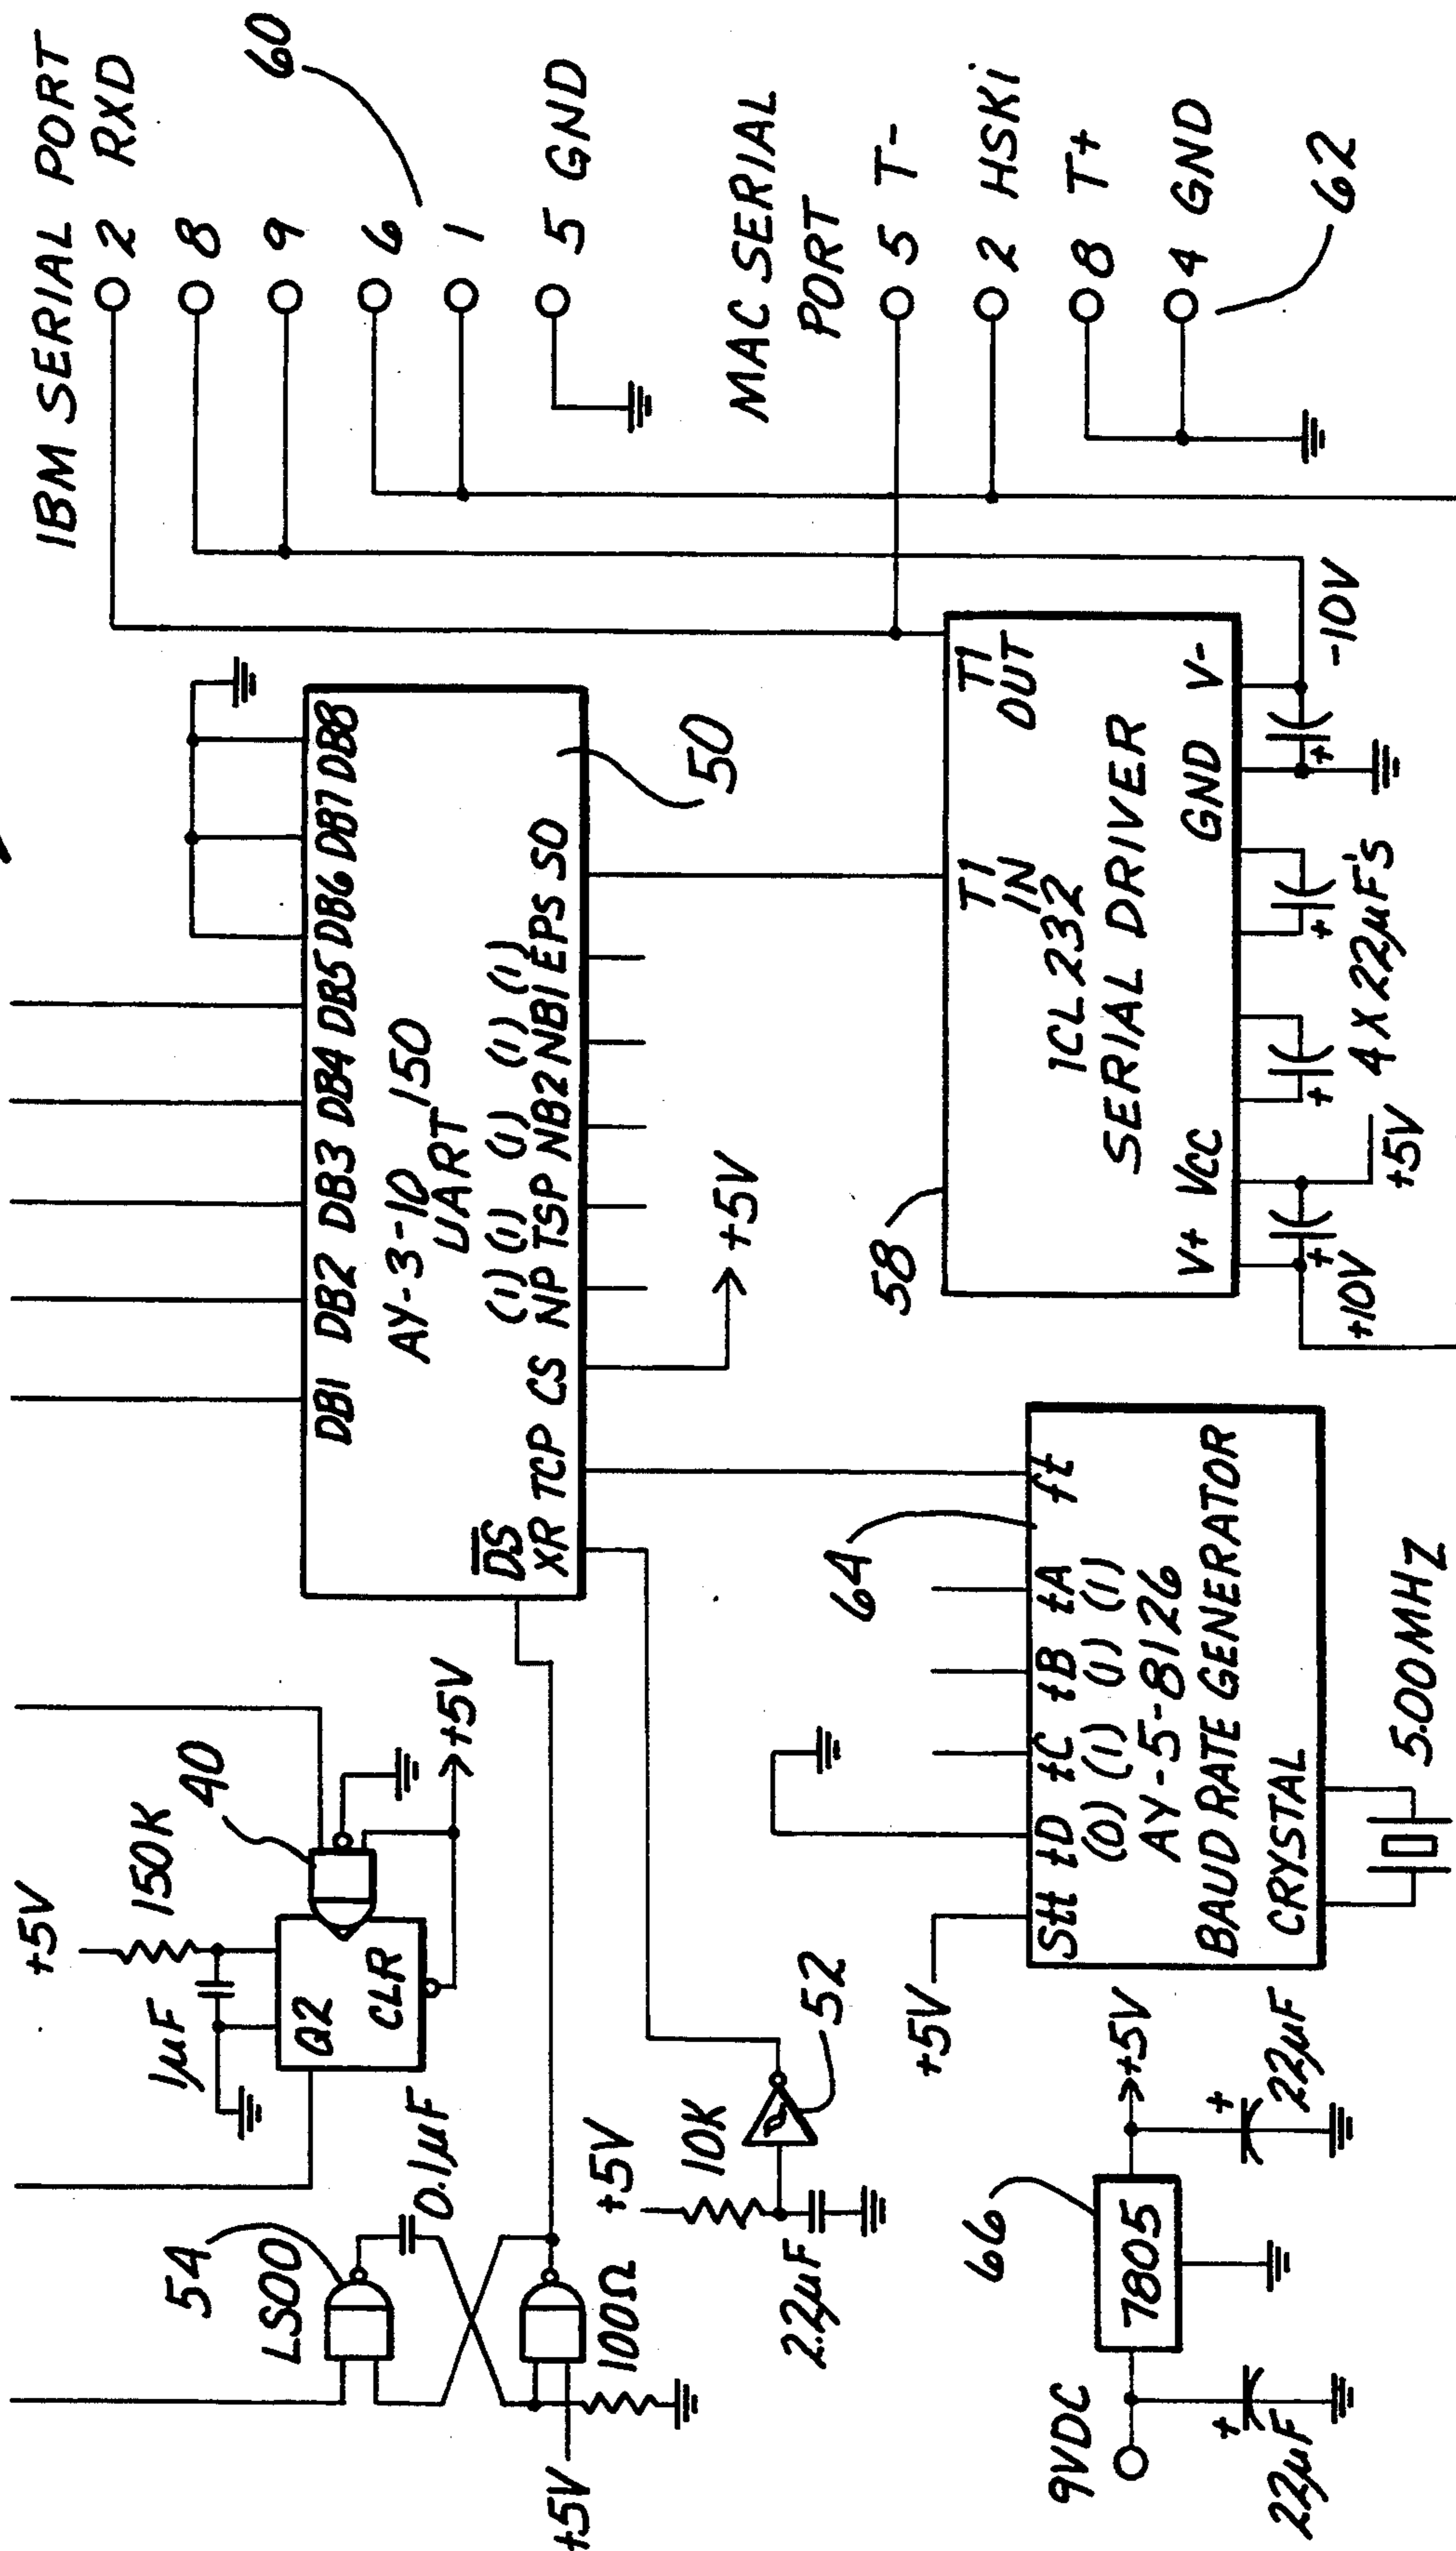 IBM SERIAL PORT
2 RXD
8
9
6
1
5 GND
60
MAC SERIAL
PORT
5 T-
2 HSKi
8 T+
4 GND
62
DB1 DB2 DB3 DB4 DB5 DB6 DB7 DB8
AY-3-10150
UART
(1) (1) (1) (1) (1)
DS
XR TCP CS NP TSP NB2 NB1 EPS SO
50
+5V
58
T1
IN
T1
OUT
ICL232
SERIAL DRIVER
V+ VCC GND V-
+10V
+5V
4 X 22µF'S
-10V
+5V
150K
1µF
40
Q2
CLR
+5V
54
LS00
0.1µF
100Ω
+5V
+5V
10K
2.2µF
52
64
+5V
Stt tD tC tB tA ft
(0) (1) (1) (1)
AY-5-8126
BAUD RATE GENERATOR
CRYSTAL
5.00MHZ
9VDC
66
7805
+5V
+
22µF
+
22µF